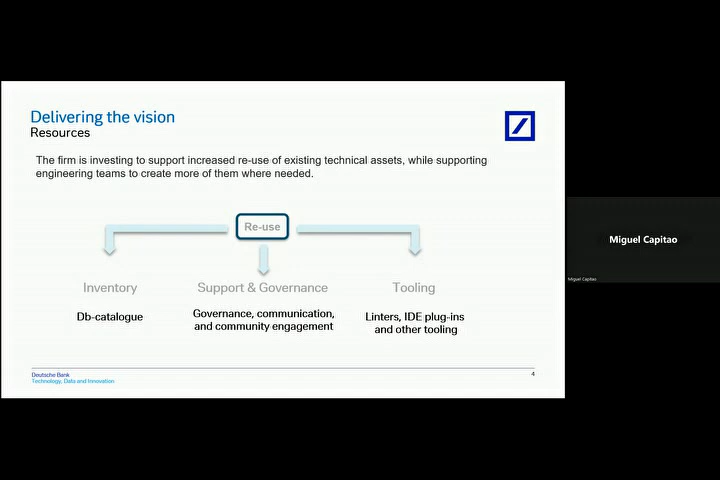 Delivering the vision
Resources
The firm is investing to support increased re-use of existing technical assets, while supporting
engineering teams to create more of them where needed.
Re-use
Inventory
Support & Governance
Tooling
Db-catalogue
Governance, communication,
and community engagement
Linters, IDE plug-ins
and other tooling
Deutsche Bank
Technology, Data and Innovation
4
Miguel Capitao
Miguel Capitao